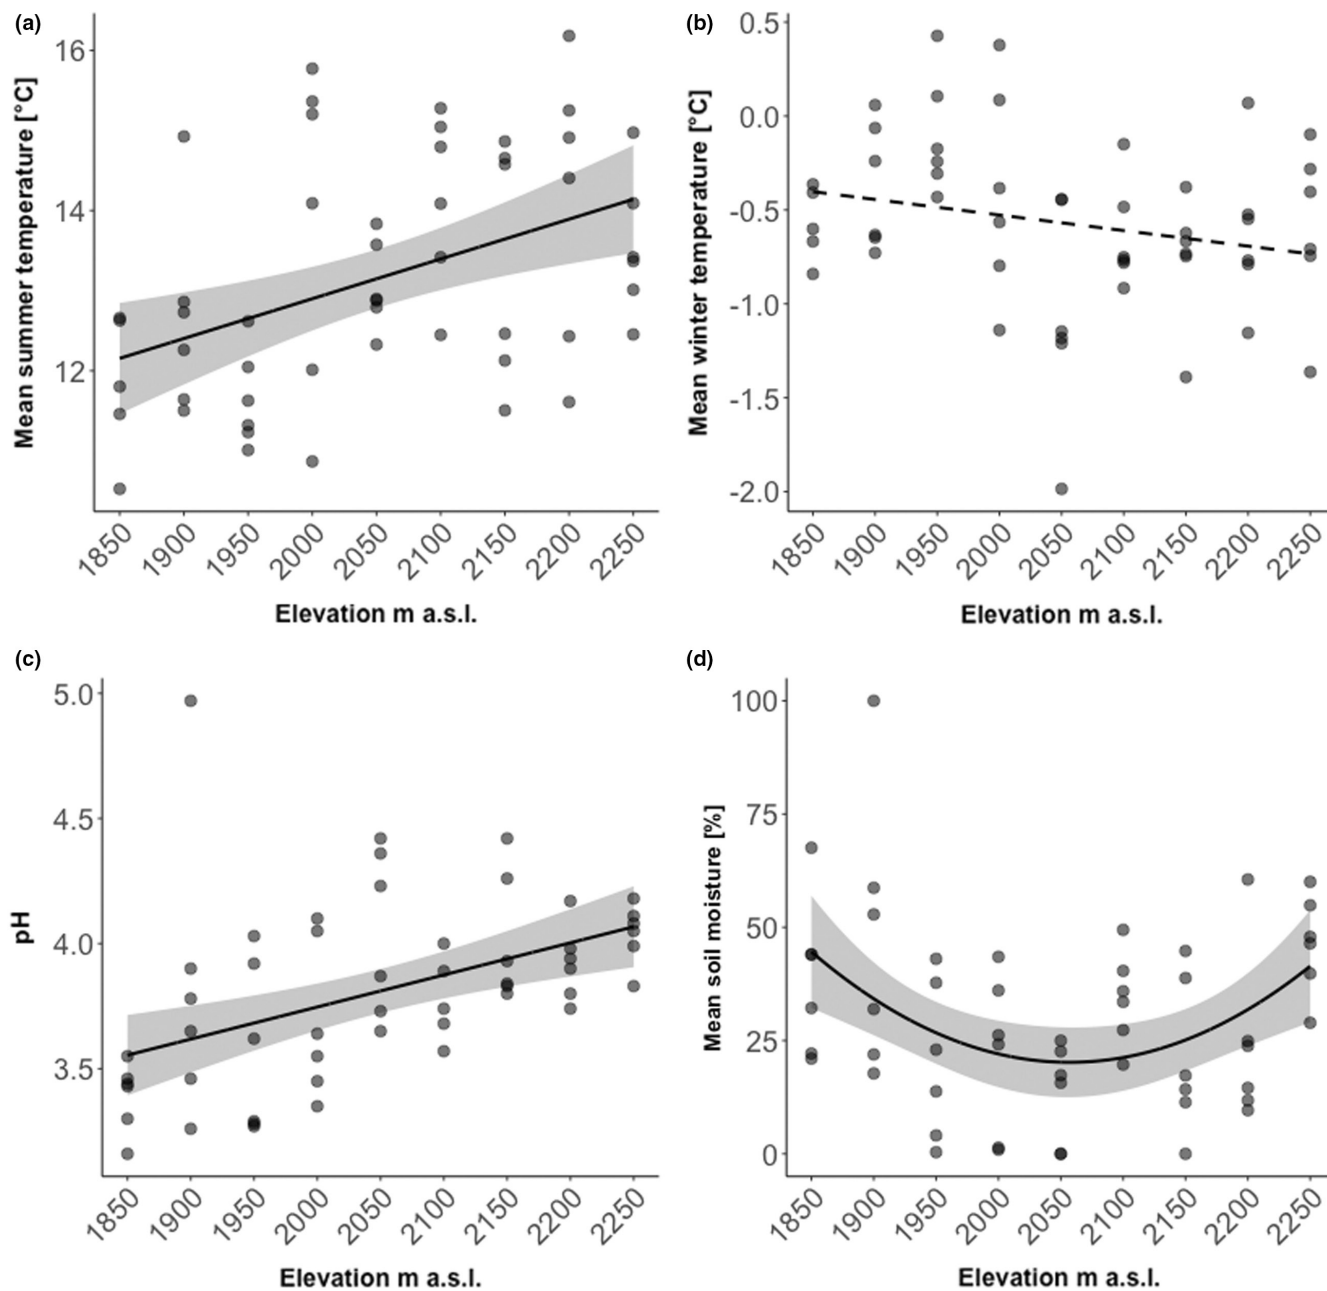 (a)
Mean summer temperature [°C]
16
14
12
1850 1900 1950 2000 2050 2100 2150 2200 2250
Elevation m a.s.l.
(b)
Mean winter temperature [°C]
0.5
0.0
-0.5
-1.0
-1.5
-2.0
1850 1900 1950 2000 2050 2100 2150 2200 2250
Elevation m a.s.l.
(c)
pH
5.0
4.5
4.0
3.5
1850 1900 1950 2000 2050 2100 2150 2200 2250
Elevation m a.s.l.
(d)
Mean soil moisture [%]
100
75
50
25
0
1850 1900 1950 2000 2050 2100 2150 2200 2250
Elevation m a.s.l.